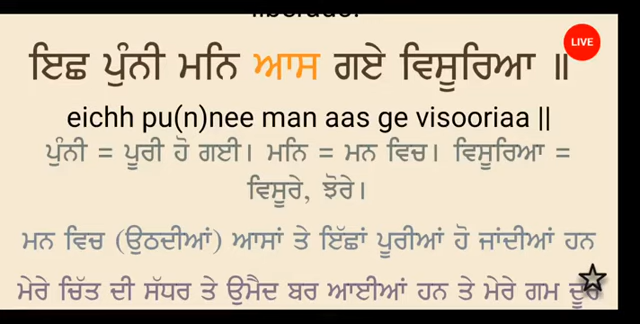 LIVE
ਇਛ ਪੁੰਨੀ ਮਨਿ ਆਸ ਗਏ ਵਿਸੂਰਿਆ ॥
eichh pu(n)nee man aas ge visooriaa ||
ਪੁੰਨੀ = ਪੂਰੀ ਹੋ ਗਈ। ਮਨਿ = ਮਨ ਵਿਚ। ਵਿਸੂਰਿਆ =
ਵਿਸੂਰੇ, ਝੋਰੇ।
ਮਨ ਵਿਚ (ਉਠਦੀਆਂ) ਆਸਾਂ ਤੇ ਇੱਛਾਂ ਪੂਰੀਆਂ ਹੋ ਜਾਂਦੀਆਂ ਹਨ
ਮੇਰੇ ਚਿੱਤ ਦੀ ਸੱਧਰ ਤੇ ਉਮੈਦ ਬਰ ਆਈਆਂ ਹਨ ਤੇ ਮੇਰੇ ਗਮ ਦੂਰ